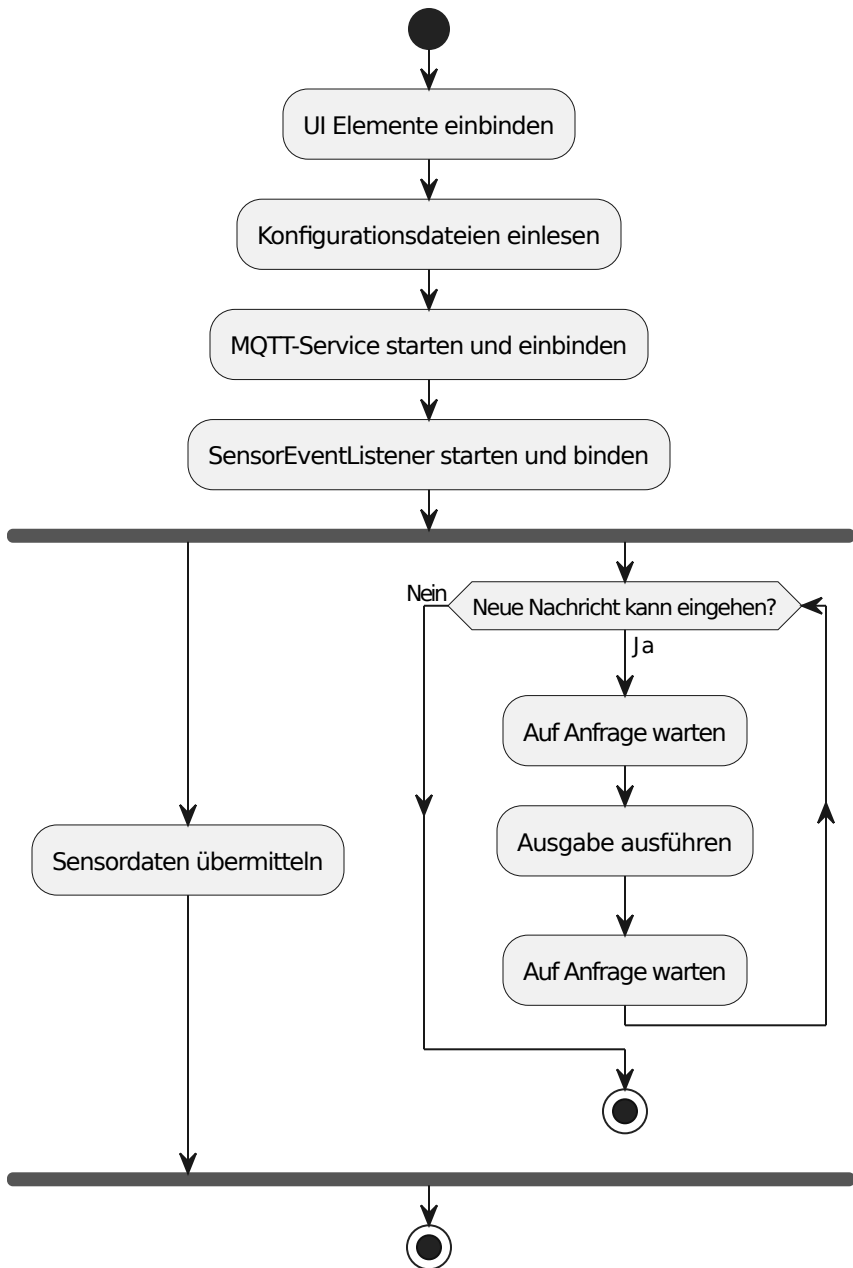 UI Elemente einbinden
Konfigurationsdateien einlesen
MQTT-Service starten und einbinden
SensorEventListener starten und binden
Nein
Neue Nachricht kann eingehen?
Ja
Auf Anfrage warten
Ausgabe ausführen
Sensordaten übermitteln
Auf Anfrage warten